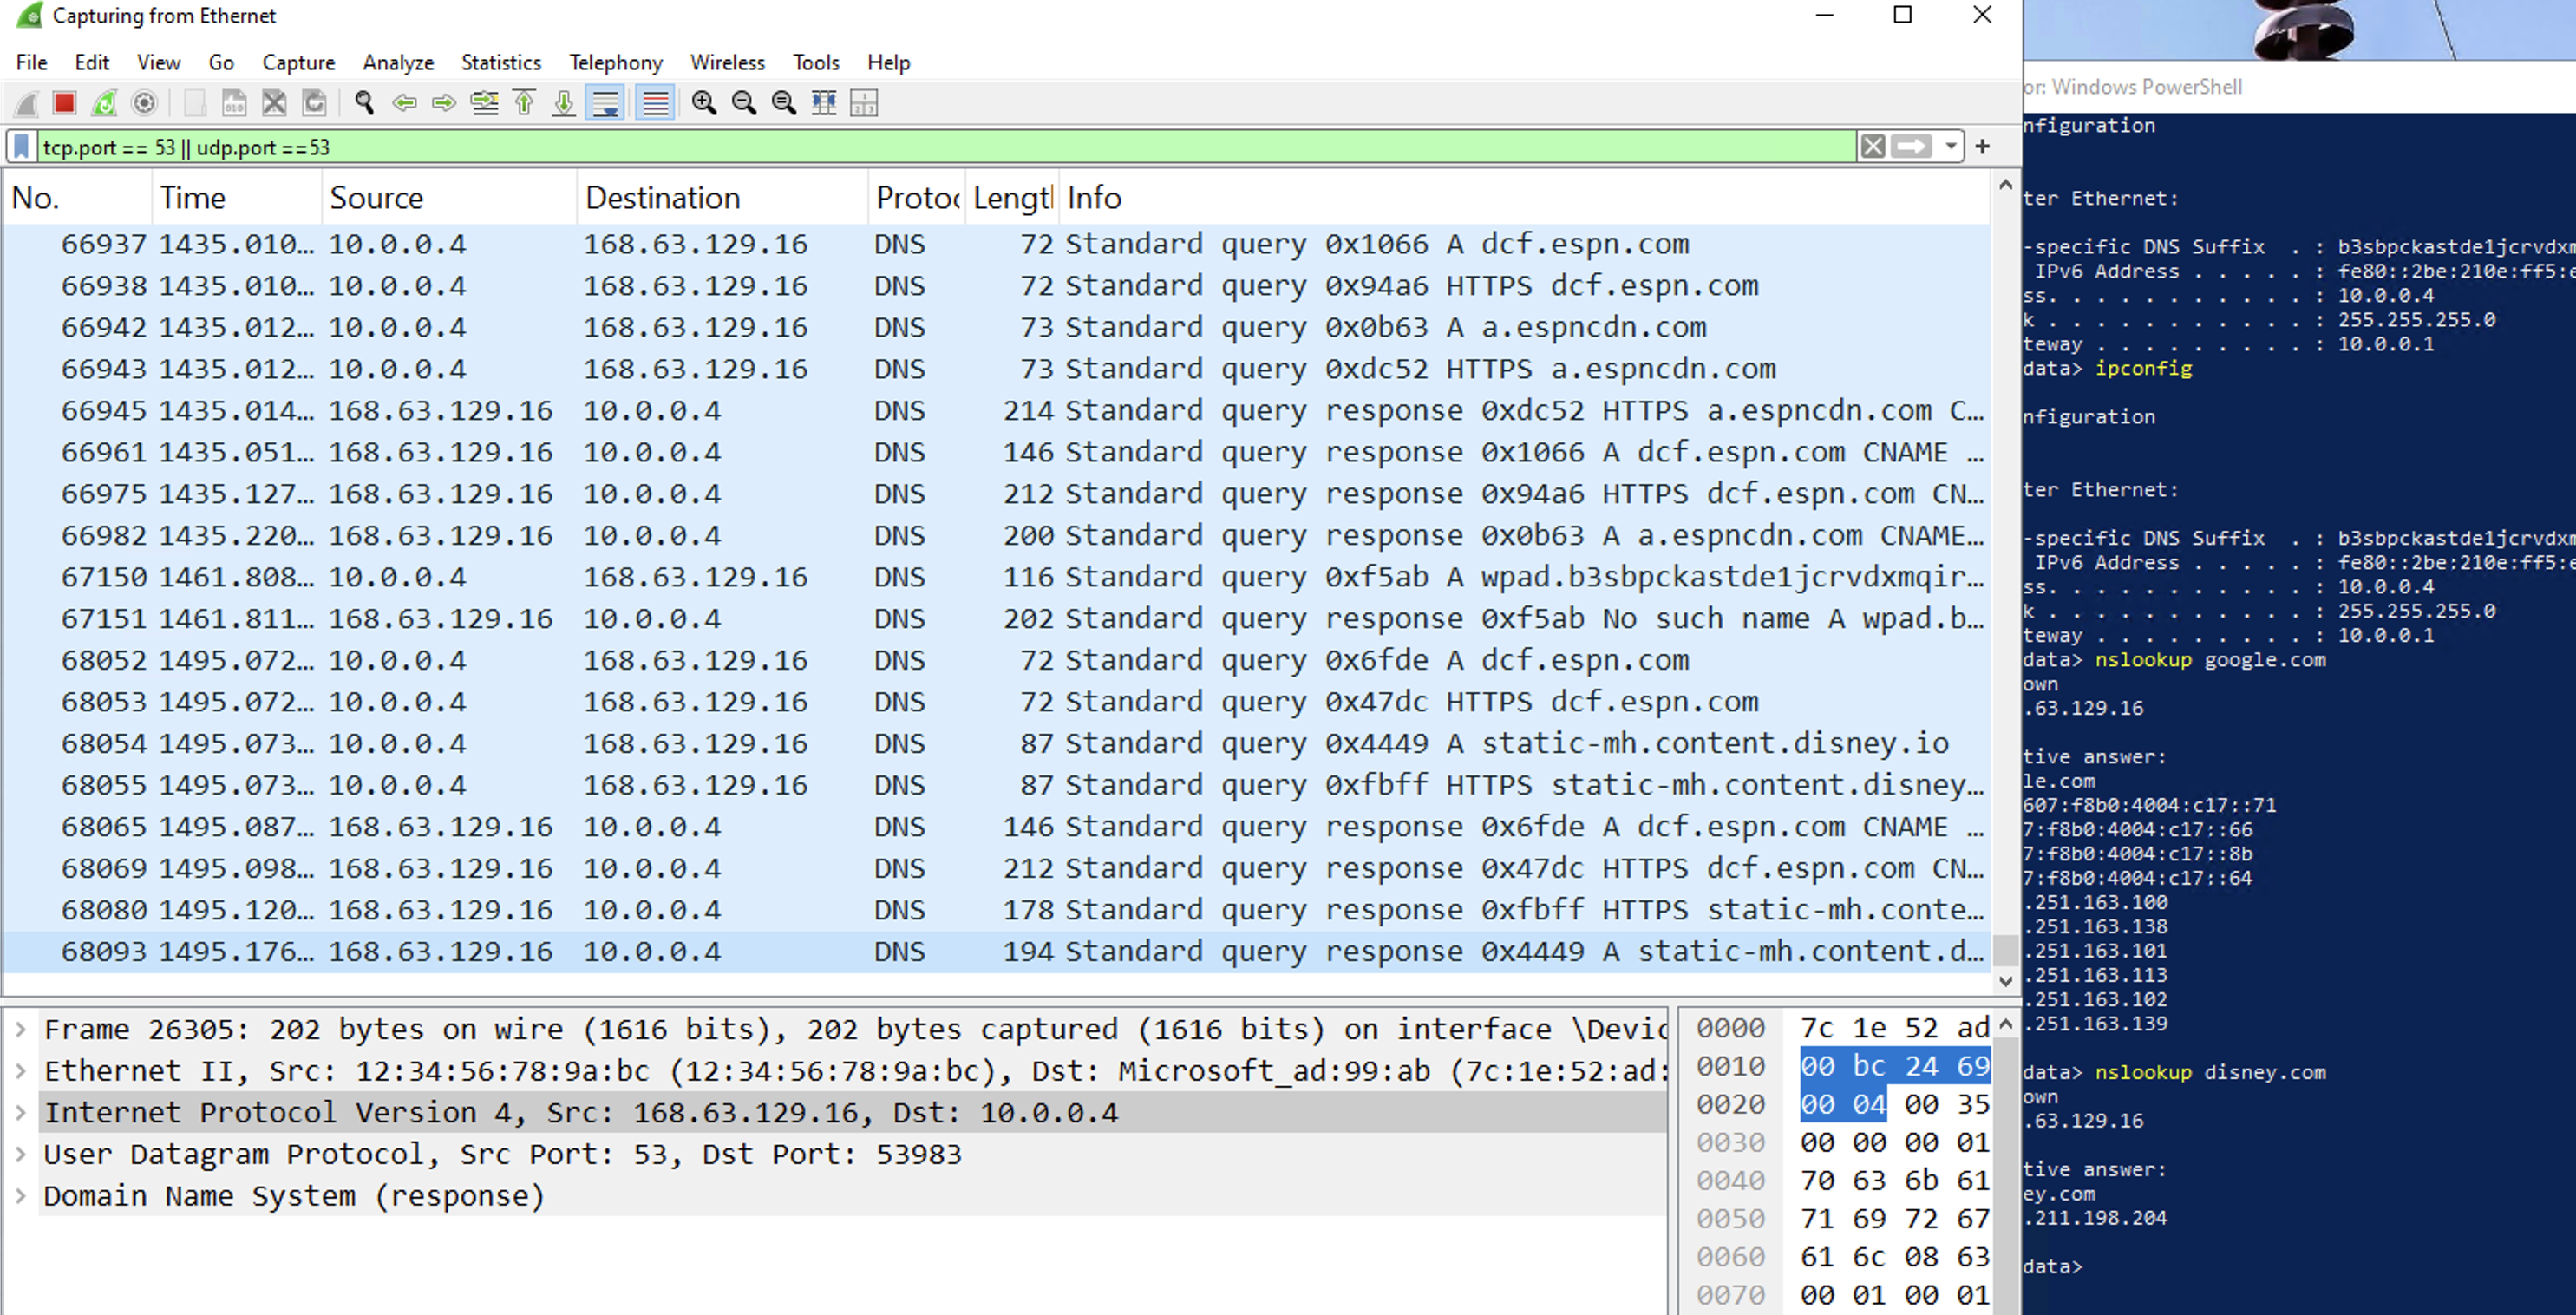 Capturing from Ethernet
File Edit View Go Capture Analyze Statistics Telephony Wireless Tools Help
tcp.port == 53 || udp.port ==53
No. Time Source Destination Protoc Lengt Info
66937 1435.010… 10.0.0.4 168.63.129.16 DNS 72 Standard query 0x1066 A dcf.espn.com
66938 1435.010… 10.0.0.4 168.63.129.16 DNS 72 Standard query 0x94a6 HTTPS dcf.espn.com
66942 1435.012… 10.0.0.4 168.63.129.16 DNS 73 Standard query 0x0b63 A a.espncdn.com
66943 1435.012… 10.0.0.4 168.63.129.16 DNS 73 Standard query 0xdc52 HTTPS a.espncdn.com
66945 1435.014… 168.63.129.16 10.0.0.4 DNS 214 Standard query response 0xdc52 HTTPS a.espncdn.com C…
66961 1435.051… 168.63.129.16 10.0.0.4 DNS 146 Standard query response 0x1066 A dcf.espn.com CNAME …
66975 1435.127… 168.63.129.16 10.0.0.4 DNS 212 Standard query response 0x94a6 HTTPS dcf.espn.com CN…
66982 1435.220… 168.63.129.16 10.0.0.4 DNS 200 Standard query response 0x0b63 A a.espncdn.com CNAME…
67150 1461.808… 10.0.0.4 168.63.129.16 DNS 116 Standard query 0xf5ab A wpad.b3sbpckastde1jcrvdxmqir…
67151 1461.811… 168.63.129.16 10.0.0.4 DNS 202 Standard query response 0xf5ab No such name A wpad.b…
68052 1495.072… 10.0.0.4 168.63.129.16 DNS 72 Standard query 0x6fde A dcf.espn.com
68053 1495.072… 10.0.0.4 168.63.129.16 DNS 72 Standard query 0x47dc HTTPS dcf.espn.com
68054 1495.073… 10.0.0.4 168.63.129.16 DNS 87 Standard query 0x4449 A static-mh.content.disney.io
68055 1495.073… 10.0.0.4 168.63.129.16 DNS 87 Standard query 0xfbff HTTPS static-mh.content.disney…
68065 1495.087… 168.63.129.16 10.0.0.4 DNS 146 Standard query response 0x6fde A dcf.espn.com CNAME …
68069 1495.098… 168.63.129.16 10.0.0.4 DNS 212 Standard query response 0x47dc HTTPS dcf.espn.com CN…
68080 1495.120… 168.63.129.16 10.0.0.4 DNS 178 Standard query response 0xfbff HTTPS static-mh.conte…
68093 1495.176… 168.63.129.16 10.0.0.4 DNS 194 Standard query response 0x4449 A static-mh.content.d…
Frame 26305: 202 bytes on wire (1616 bits), 202 bytes captured (1616 bits) on interface \Devic
Ethernet II, Src: 12:34:56:78:9a:bc (12:34:56:78:9a:bc), Dst: Microsoft_ad:99:ab (7c:1e:52:ad:
Internet Protocol Version 4, Src: 168.63.129.16, Dst: 10.0.0.4
User Datagram Protocol, Src Port: 53, Dst Port: 53983
Domain Name System (response)
0000 7c 1e 52 ad
0010 00 bc 24 69
0020 00 04 00 35
0030 00 00 00 01
0040 70 63 6b 61
0050 71 69 72 67
0060 61 6c 08 63
0070 00 01 00 01
or: Windows PowerShell
nfiguration
ter Ethernet:
-specific DNS Suffix . : b3sbpckastde1jcrvdxm
IPv6 Address . . . . . : fe80::2be:210e:ff5:e
ss. . . . . . . . . . . : 10.0.0.4
k . . . . . . . . . . . : 255.255.255.0
teway . . . . . . . . . : 10.0.0.1
data> ipconfig
nfiguration
ter Ethernet:
-specific DNS Suffix . : b3sbpckastde1jcrvdxm
IPv6 Address . . . . . : fe80::2be:210e:ff5:e
ss. . . . . . . . . . . : 10.0.0.4
k . . . . . . . . . . . : 255.255.255.0
teway . . . . . . . . . : 10.0.0.1
data> nslookup google.com
own
.63.129.16
tive answer:
le.com
607:f8b0:4004:c17::71
7:f8b0:4004:c17::66
7:f8b0:4004:c17::8b
7:f8b0:4004:c17::64
.251.163.100
.251.163.138
.251.163.101
.251.163.113
.251.163.102
.251.163.139
data> nslookup disney.com
own
.63.129.16
tive answer:
ey.com
.211.198.204
data>